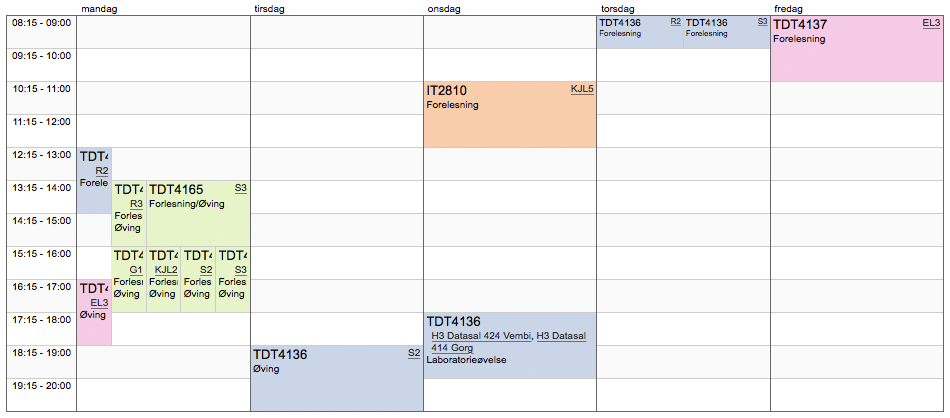 mandag tirsdag onsdag torsdag fredag
08:15 - 09:00
TDT4136 R2
Forelesning
TDT4136 S3
Forelesning
TDT4137 EL3
Forelesning
09:15 - 10:00
10:15 - 11:00
IT2810 KJL5
Forelesning
11:15 - 12:00
12:15 - 13:00
TDT4
R2
Forele
13:15 - 14:00
TDT4
R3
Forles
Øving
TDT4165 S3
Forlesning/Øving
14:15 - 15:00
15:15 - 16:00
TDT4
G1
Forles
Øving
TDT4
KJL2
Forles
Øving
TDT4
S2
Forles
Øving
TDT4
S3
Forles
Øving
16:15 - 17:00
TDT4
EL3
Øving
17:15 - 18:00
TDT4136
H3 Datasal 424 Vembi, H3 Datasal
414 Gorg
Laboratorieøvelse
18:15 - 19:00
TDT4136 S2
Øving
19:15 - 20:00